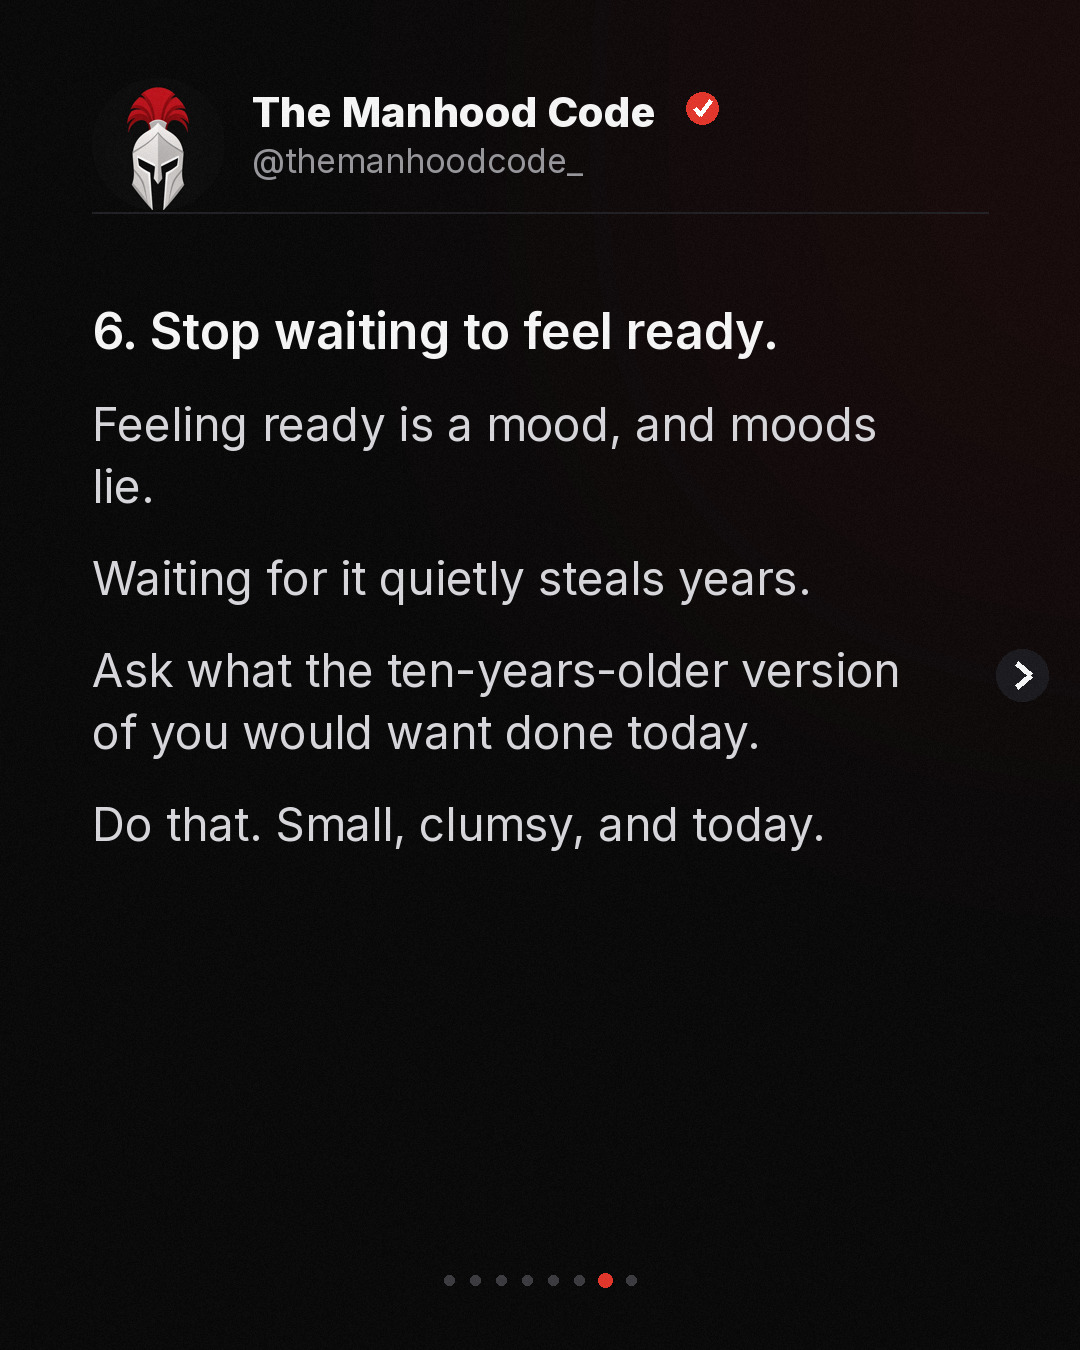 The Manhood Code
@themanhoodcode_
6. Stop waiting to feel ready.
Feeling ready is a mood, and moods
lie.
Waiting for it quietly steals years.
Ask what the ten-years-older version
of you would want done today.
Do that. Small, clumsy, and today.